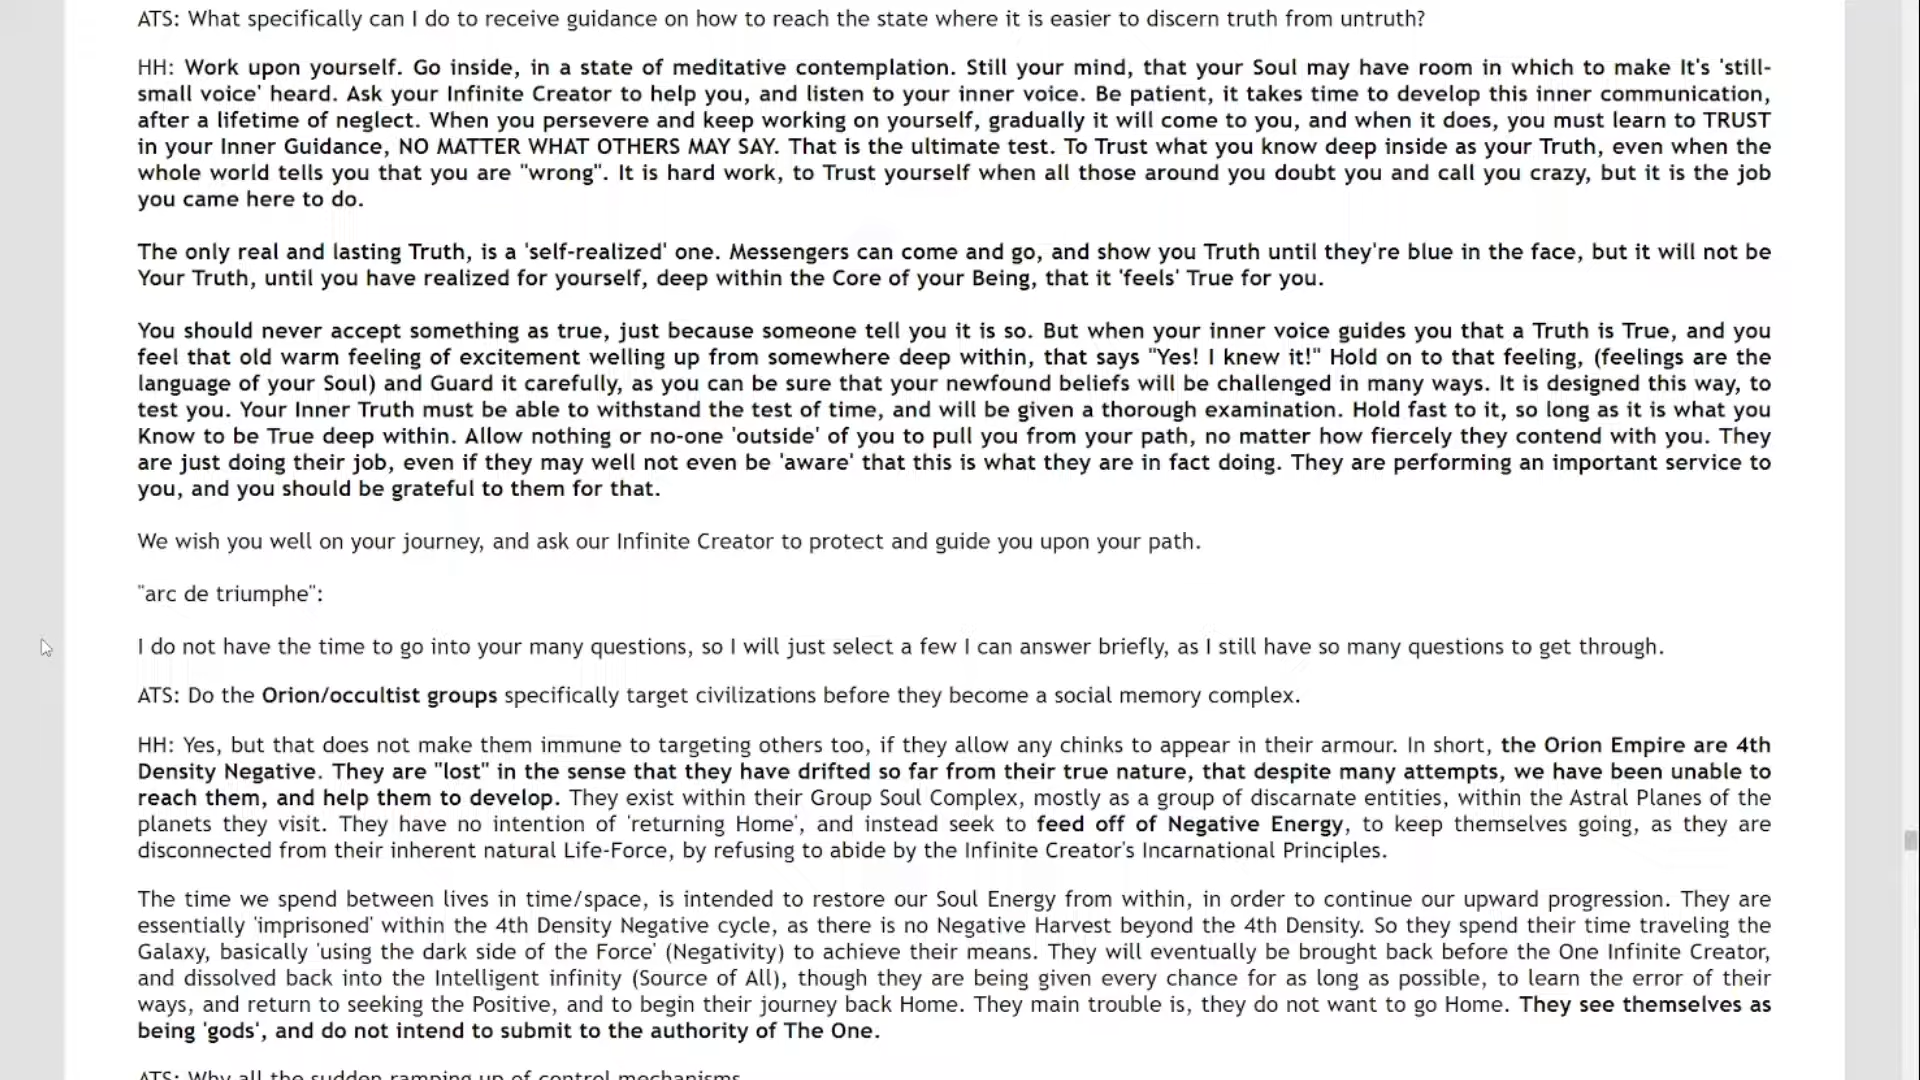 ATS: What specifically can I do to receive guidance on how to reach the state where it is easier to discern truth from untruth?
HH: Work upon yourself. Go inside, in a state of meditative contemplation. Still your mind, that your Soul may have room in which to make It's 'still-
small voice' heard. Ask your Infinite Creator to help you, and listen to your inner voice. Be patient, it takes time to develop this inner communication,
after a lifetime of neglect. When you persevere and keep working on yourself, gradually it will come to you, and when it does, you must learn to TRUST
in your Inner Guidance, NO MATTER WHAT OTHERS MAY SAY. That is the ultimate test. To Trust what you know deep inside as your Truth, even when the
whole world tells you that you are "wrong". It is hard work, to Trust yourself when all those around you doubt you and call you crazy, but it is the job
you came here to do.
The only real and lasting Truth, is a 'self-realized' one. Messengers can come and go, and show you Truth until they're blue in the face, but it will not be
Your Truth, until you have realized for yourself, deep within the Core of your Being, that it 'feels' True for you.
You should never accept something as true, just because someone tell you it is so. But when your inner voice guides you that a Truth is True, and you
feel that old warm feeling of excitement welling up from somewhere deep within, that says "Yes! I knew it!" Hold on to that feeling, (feelings are the
language of your Soul) and Guard it carefully, as you can be sure that your newfound beliefs will be challenged in many ways. It is designed this way, to
test you. Your Inner Truth must be able to withstand the test of time, and will be given a thorough examination. Hold fast to it, so long as it is what you
Know to be True deep within. Allow nothing or no-one 'outside' of you to pull you from your path, no matter how fiercely they contend with you. They
are just doing their job, even if they may well not even be 'aware' that this is what they are in fact doing. They are performing an important service to
you, and you should be grateful to them for that.
We wish you well on your journey, and ask our Infinite Creator to protect and guide you upon your path.
"arc de triumphe":
I do not have the time to go into your many questions, so I will just select a few I can answer briefly, as I still have so many questions to get through.
ATS: Do the Orion/occultist groups specifically target civilizations before they become a social memory complex.
HH: Yes, but that does not make them immune to targeting others too, if they allow any chinks to appear in their armour. In short, the Orion Empire are 4th
Density Negative. They are "lost" in the sense that they have drifted so far from their true nature, that despite many attempts, we have been unable to
reach them, and help them to develop. They exist within their Group Soul Complex, mostly as a group of discarnate entities, within the Astral Planes of the
planets they visit. They have no intention of 'returning Home', and instead seek to feed off of Negative Energy, to keep themselves going, as they are
disconnected from their inherent natural Life-Force, by refusing to abide by the Infinite Creator's Incarnational Principles.
The time we spend between lives in time/space, is intended to restore our Soul Energy from within, in order to continue our upward progression. They are
essentially 'imprisoned' within the 4th Density Negative cycle, as there is no Negative Harvest beyond the 4th Density. So they spend their time traveling the
Galaxy, basically 'using the dark side of the Force' (Negativity) to achieve their means. They will eventually be brought back before the One Infinite Creator,
and dissolved back into the Intelligent infinity (Source of All), though they are being given every chance for as long as possible, to learn the error of their
ways, and return to seeking the Positive, and to begin their journey back Home. They main trouble is, they do not want to go Home. They see themselves as
being 'gods', and do not intend to submit to the authority of The One.
ATS: Why all the sudden ramping up of control mechanisms